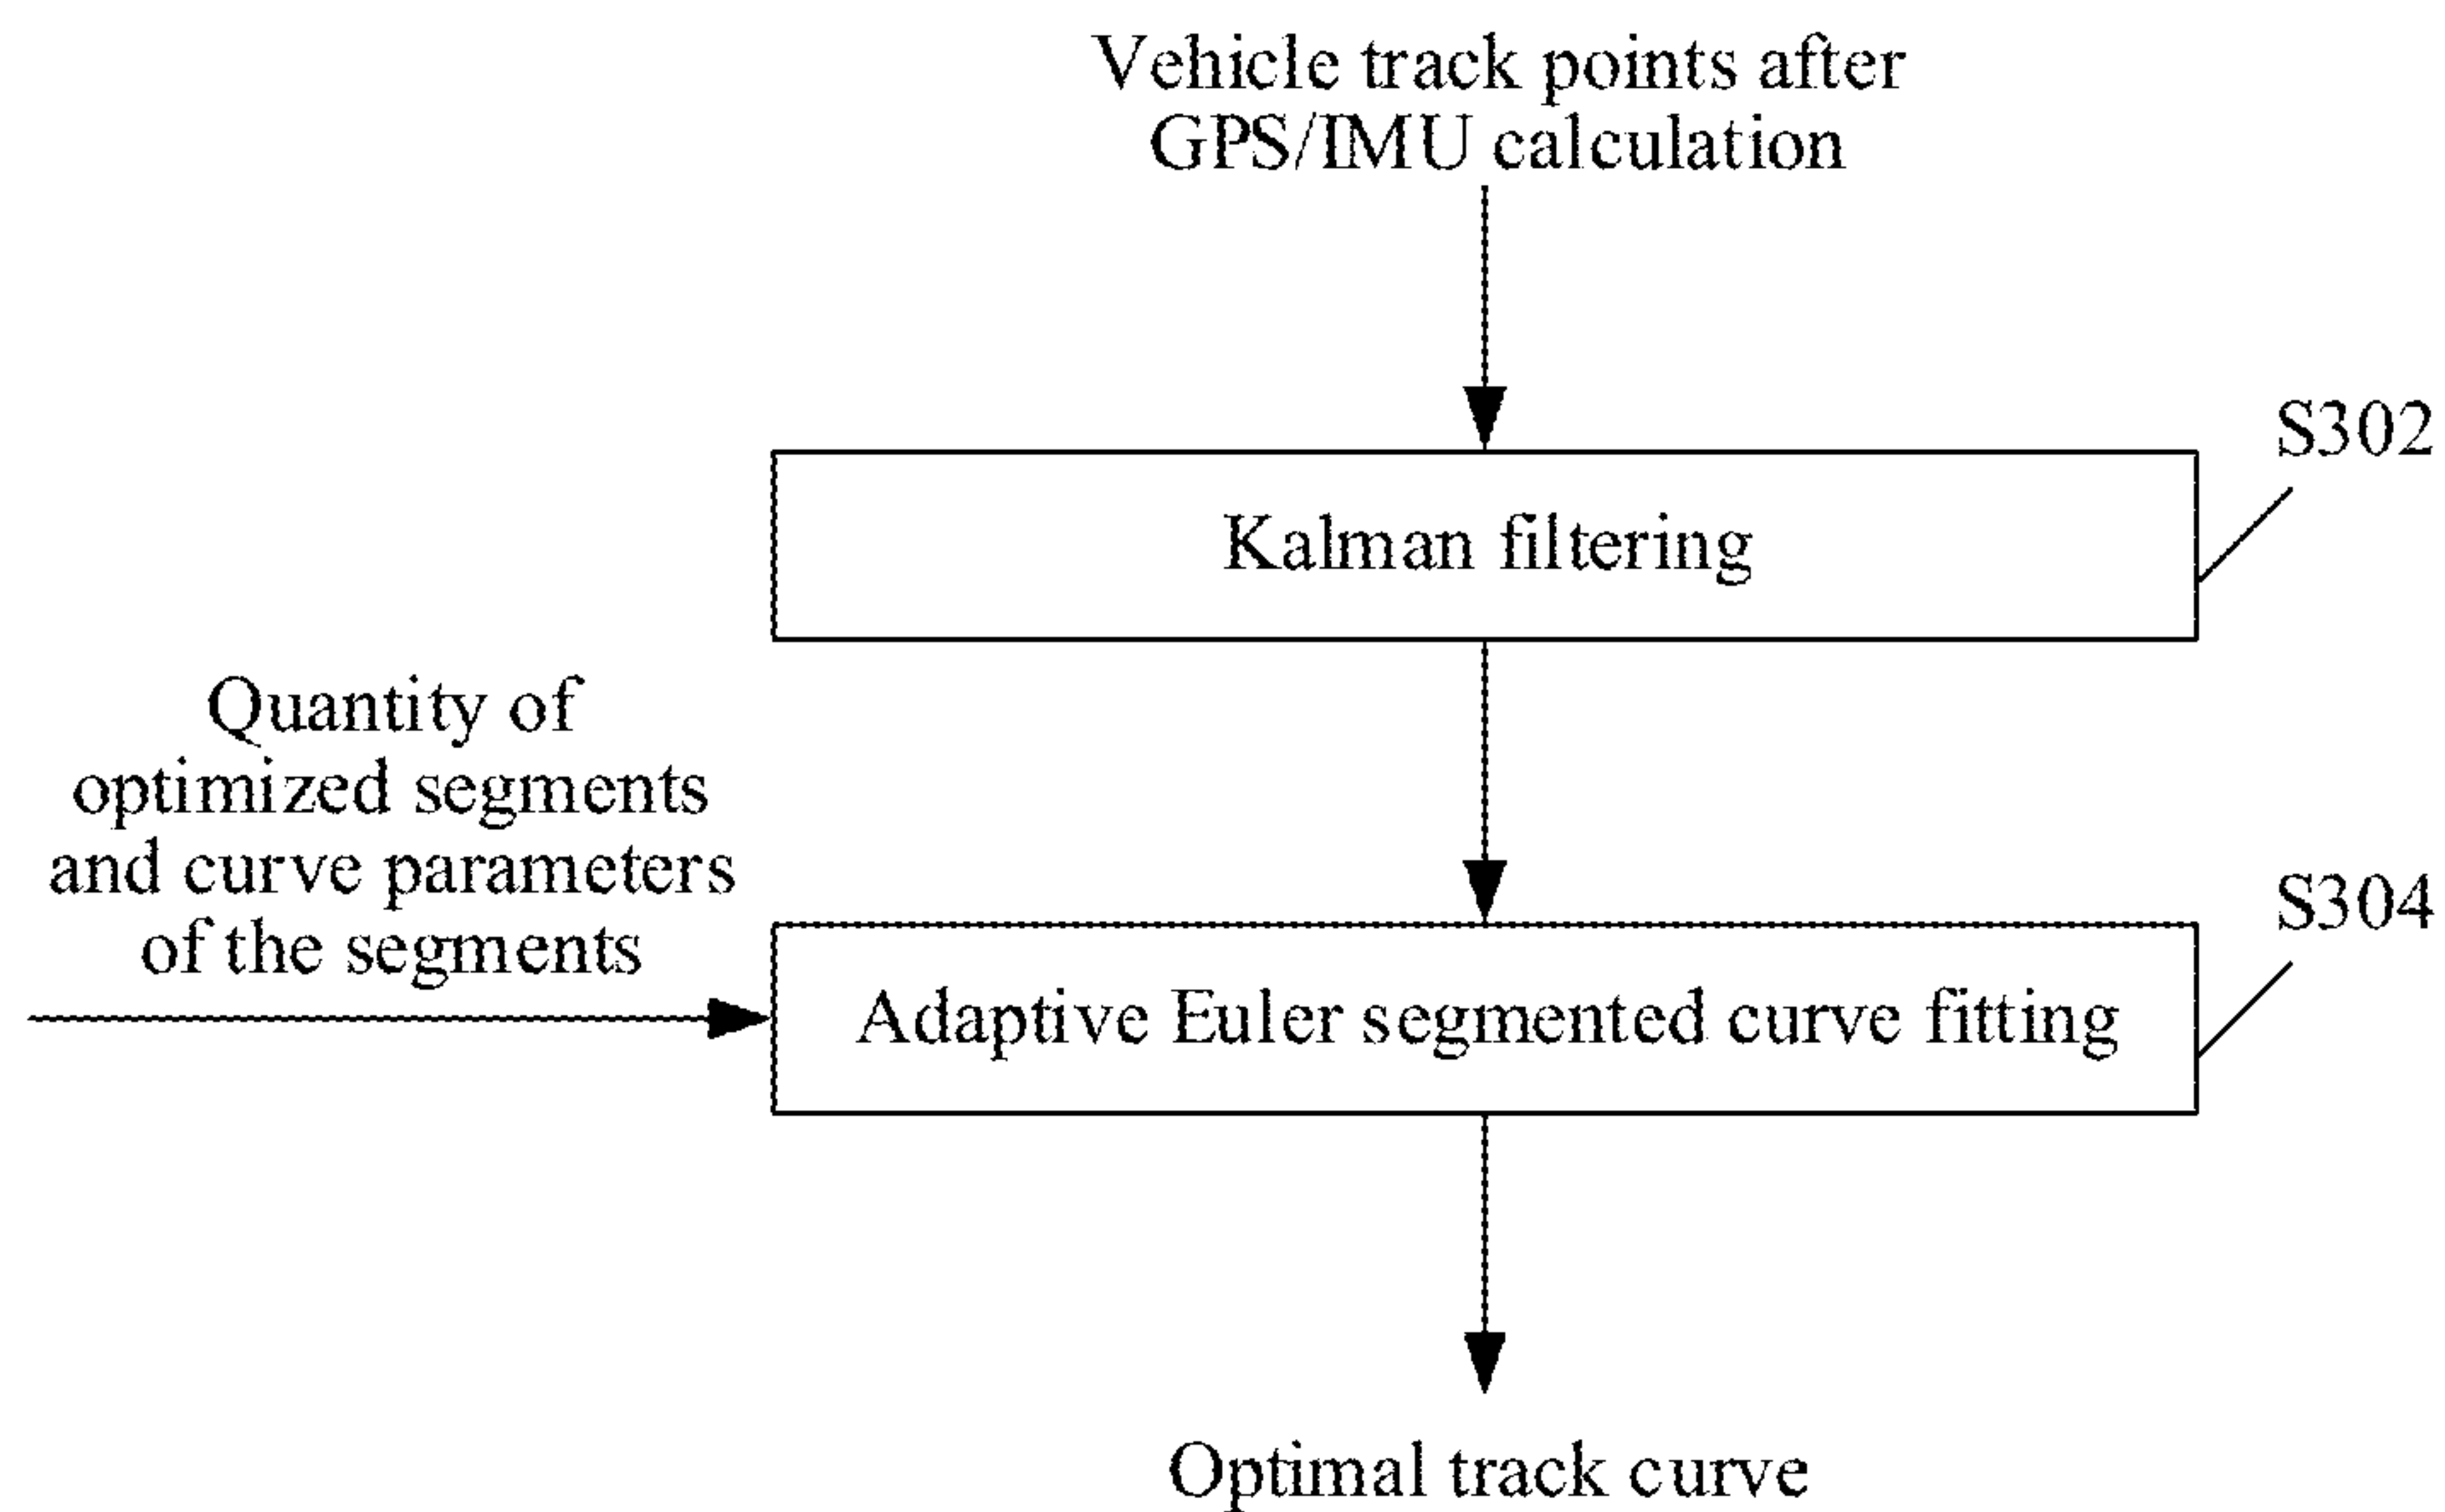 Vehicle track points after
GPS/IMU calculation
S302
Kalman filtering
Quantity of
optimized segments
and curve parameters
of the segments
S304
Adaptive Euler segmented curve fitting
Optimal track curve